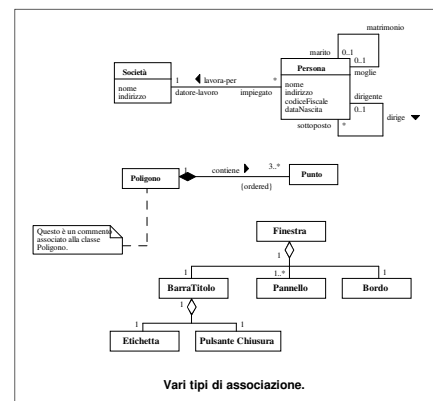 matrimonio
marito 0..1
0..1
moglie
Società
nome
indirizzo
1 lavora-per *
datore-lavoro impiegato
Persona
nome
indirizzo
codiceFiscale
dataNascita
dirigente
0..1
dirige
sottoposto *
Poligono
1 contiene 3..*
{ordered}
Punto
Questo è un commento
associato alla classe
Poligono.
Finestra
1
1 1..* 1
BarraTitolo Pannello Bordo
1
1 1
Etichetta Pulsante Chiusura
Vari tipi di associazione.